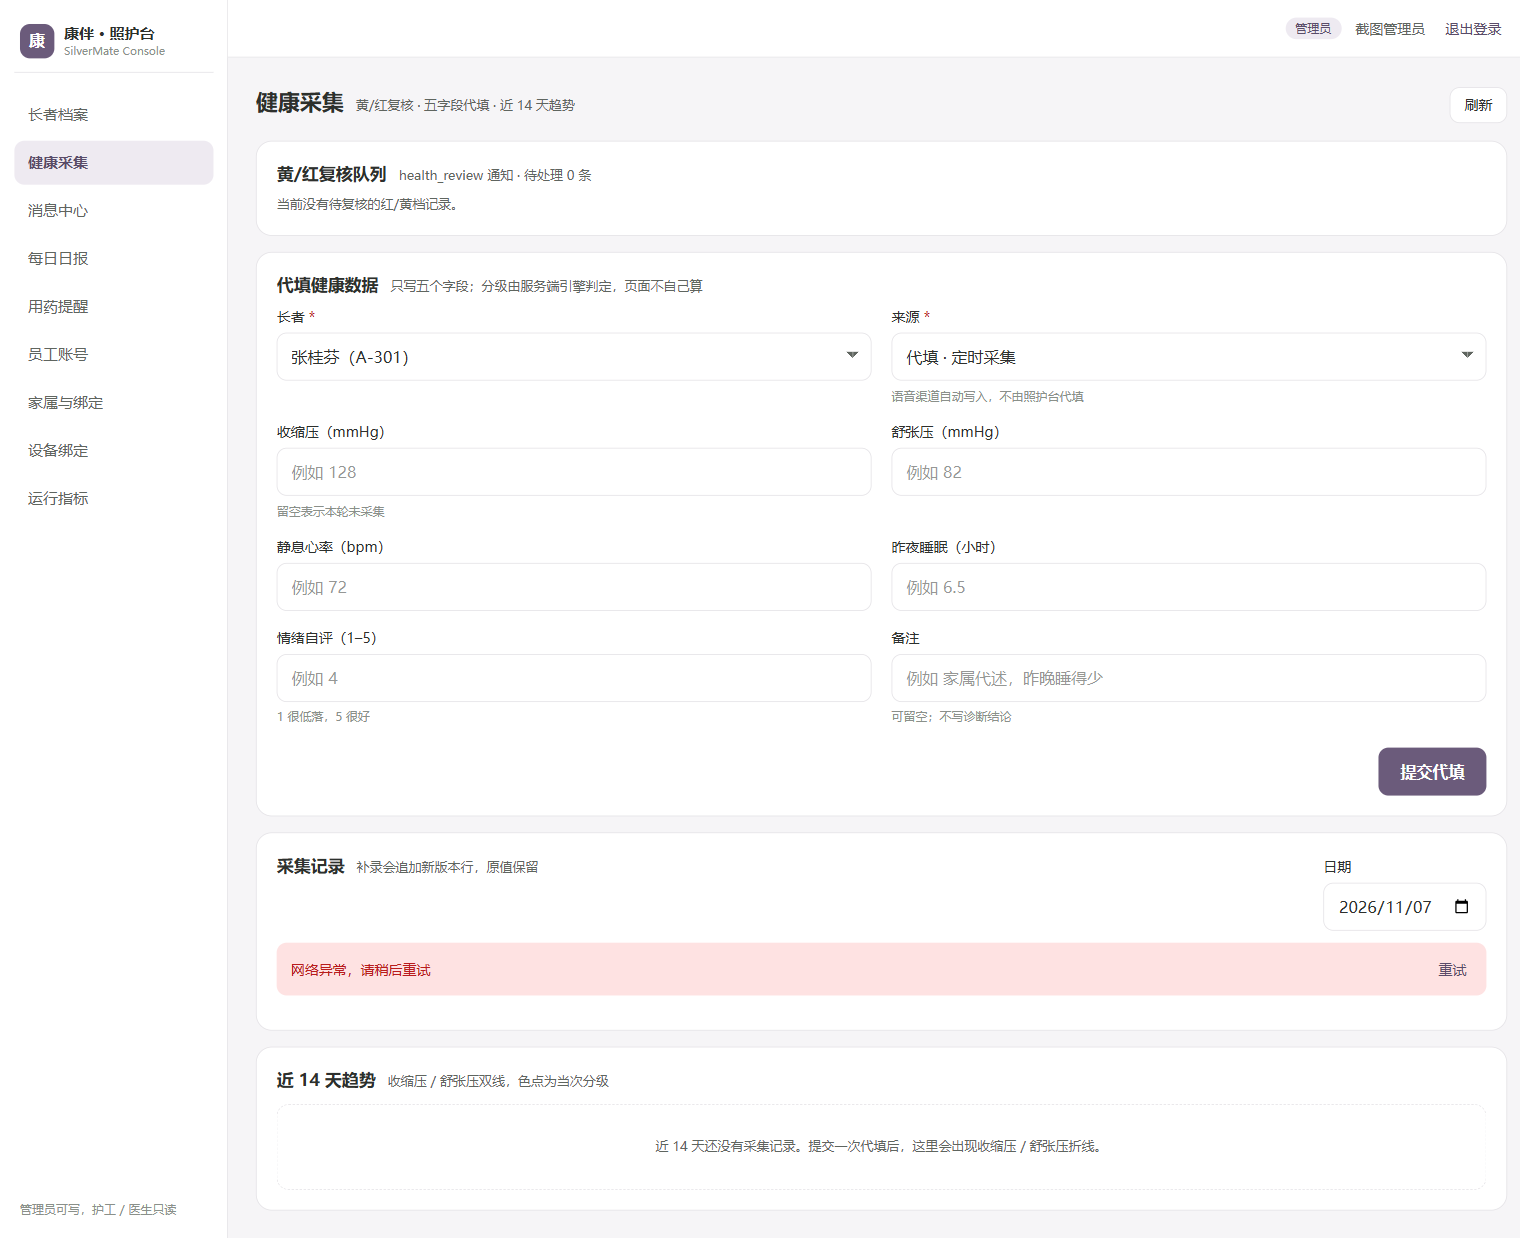 康
康伴·照护台
SilverMate Console
管理员
截图管理员
退出登录
长者档案
健康采集
消息中心
每日日报
用药提醒
员工账号
家属与绑定
设备绑定
运行指标
管理员可写，护工 / 医生只读
健康采集
黄/红复核 · 五字段代填 · 近 14 天趋势
刷新
黄/红复核队列
health_review 通知 · 待处理 0 条
当前没有待复核的红/黄档记录。
代填健康数据
只写五个字段；分级由服务端引擎判定，页面不自己算
长者 *
来源 *
张桂芬（A-301）
代填 · 定时采集
语音渠道自动写入，不由照护台代填
收缩压（mmHg）
舒张压（mmHg）
例如 128
例如 82
留空表示本轮未采集
静息心率（bpm）
昨夜睡眠（小时）
例如 72
例如 6.5
情绪自评（1–5）
备注
例如 4
例如 家属代述，昨晚睡得少
1 很低落，5 很好
可留空；不写诊断结论
提交代填
采集记录
补录会追加新版本行，原值保留
日期
2026/11/07
网络异常，请稍后重试
重试
近 14 天趋势
收缩压 / 舒张压双线，色点为当次分级
近 14 天还没有采集记录。提交一次代填后，这里会出现收缩压 / 舒张压折线。